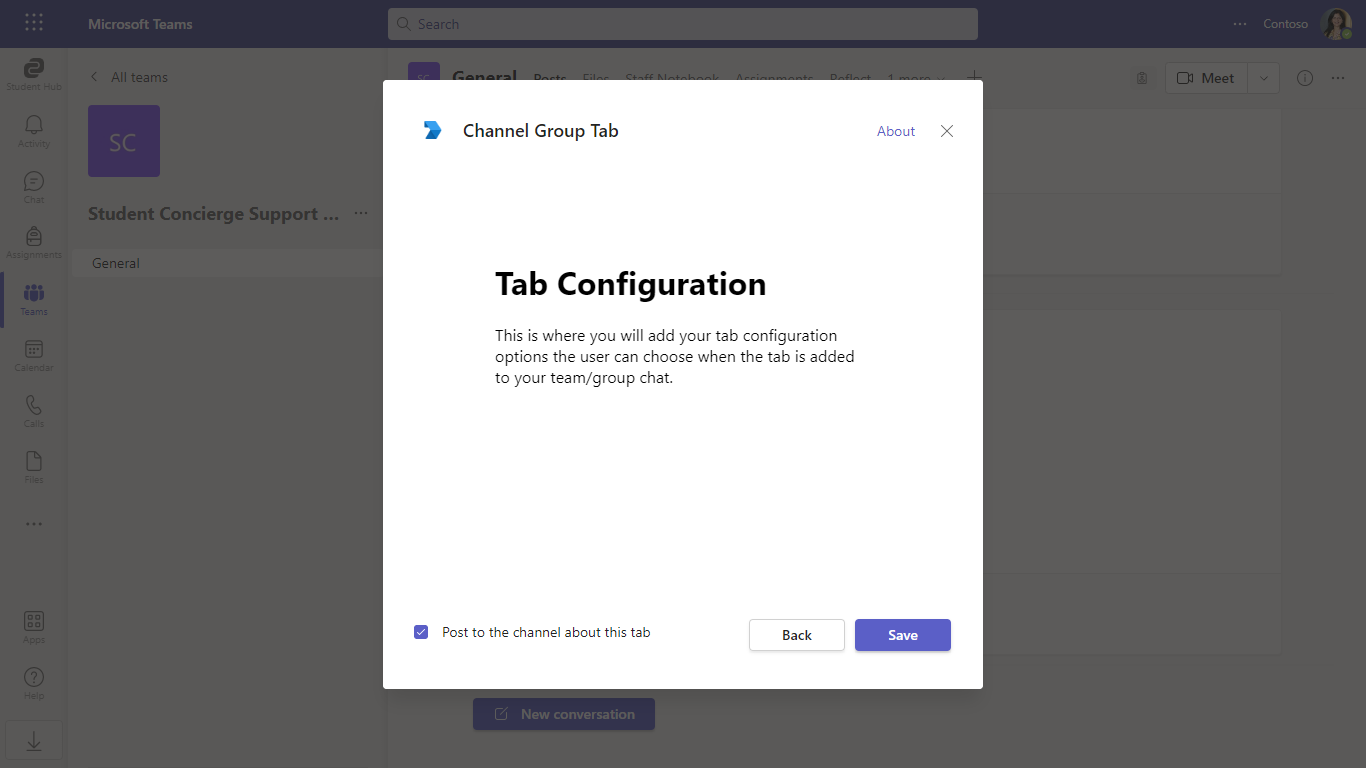 Microsoft Teams
Search
Contoso
Student Hub
Activity
Chat
Assignments
Teams
Calendar
Calls
Files
Apps
Help
All teams
SC
Student Concierge Support ...
General
SC
General
Posts
Files
Staff Notebook
Assignments
Reflect
1 more
Meet
Channel Group Tab
About
Tab Configuration
This is where you will add your tab configuration
options the user can choose when the tab is added
to your team/group chat.
Post to the channel about this tab
Back
Save
New conversation